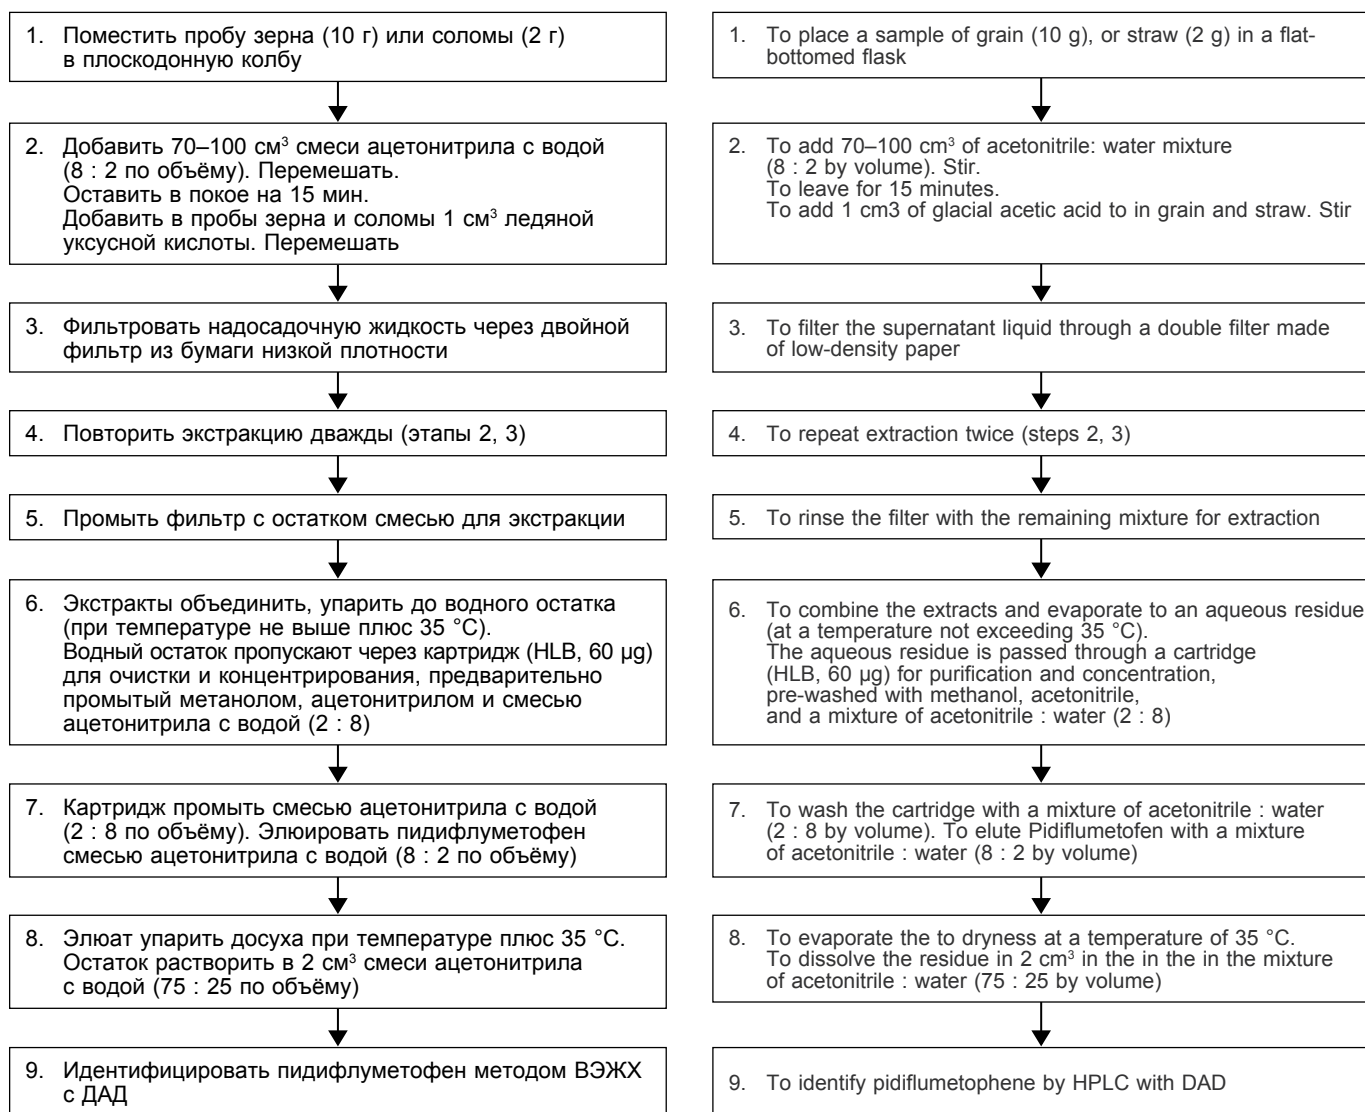 1. Поместить пробу зерна (10 г) или соломы (2 г)
в плоскодонную колбу
2. Добавить 70–100 см³ смеси ацетонитрила с водой
(8 : 2 по объёму). Перемешать.
Оставить в покое на 15 мин.
Добавить в пробы зерна и соломы 1 см³ ледяной
уксусной кислоты. Перемешать
3. Фильтровать надосадочную жидкость через двойной
фильтр из бумаги низкой плотности
4. Повторить экстракцию дважды (этапы 2, 3)
5. Промыть фильтр с остатком смесью для экстракции
6. Экстракты объединить, упарить до водного остатка
(при температуре не выше плюс 35 °C).
Водный остаток пропускают через картридж (HLB, 60 μg)
для очистки и концентрирования, предварительно
промытый метанолом, ацетонитрилом и смесью
ацетонитрила с водой (2 : 8)
7. Картридж промыть смесью ацетонитрила с водой
(2 : 8 по объёму). Элюировать пидифлуметофен
смесью ацетонитрила с водой (8 : 2 по объёму)
8. Элюат упарить досуха при температуре плюс 35 °C.
Остаток растворить в 2 см³ смеси ацетонитрила
с водой (75 : 25 по объёму)
9. Идентифицировать пидифлуметофен методом ВЭЖХ
с ДАД
1. To place a sample of grain (10 g), or straw (2 g) in a flat-
bottomed flask
2. To add 70–100 cm³ of acetonitrile: water mixture
(8 : 2 by volume). Stir.
To leave for 15 minutes.
To add 1 cm3 of glacial acetic acid to in grain and straw. Stir
3. To filter the supernatant liquid through a double filter made
of low-density paper
4. To repeat extraction twice (steps 2, 3)
5. To rinse the filter with the remaining mixture for extraction
6. To combine the extracts and evaporate to an aqueous residue
(at a temperature not exceeding 35 °C).
The aqueous residue is passed through a cartridge
(HLB, 60 μg) for purification and concentration,
pre-washed with methanol, acetonitrile,
and a mixture of acetonitrile : water (2 : 8)
7. To wash the cartridge with a mixture of acetonitrile : water
(2 : 8 by volume). To elute Pidiflumetofen with a mixture
of acetonitrile : water (8 : 2 by volume)
8. To evaporate the to dryness at a temperature of 35 °C.
To dissolve the residue in 2 cm³ in the in the in the mixture
of acetonitrile : water (75 : 25 by volume)
9. To identify pidiflumetophene by HPLC with DAD